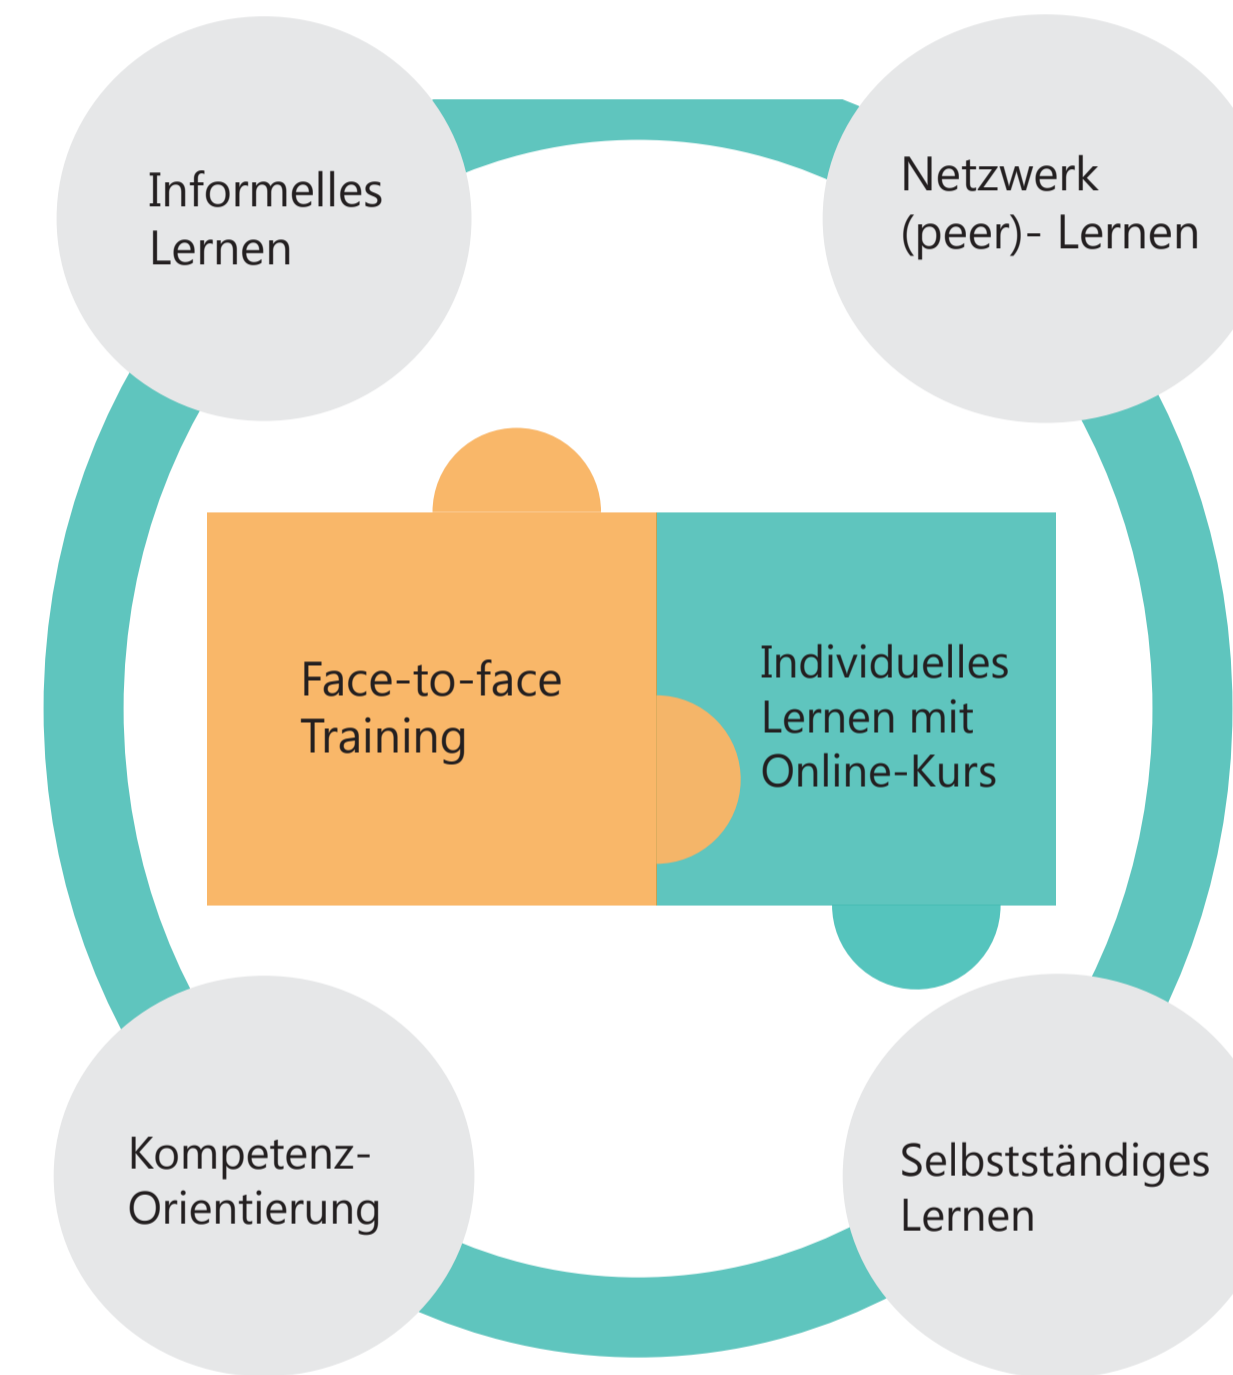 Informelles
Lernen
Netzwerk
(peer)- Lernen
Face-to-face
Training
Individuelles
Lernen mit
Online-Kurs
Kompetenz-
Orientierung
Selbstständiges
Lernen